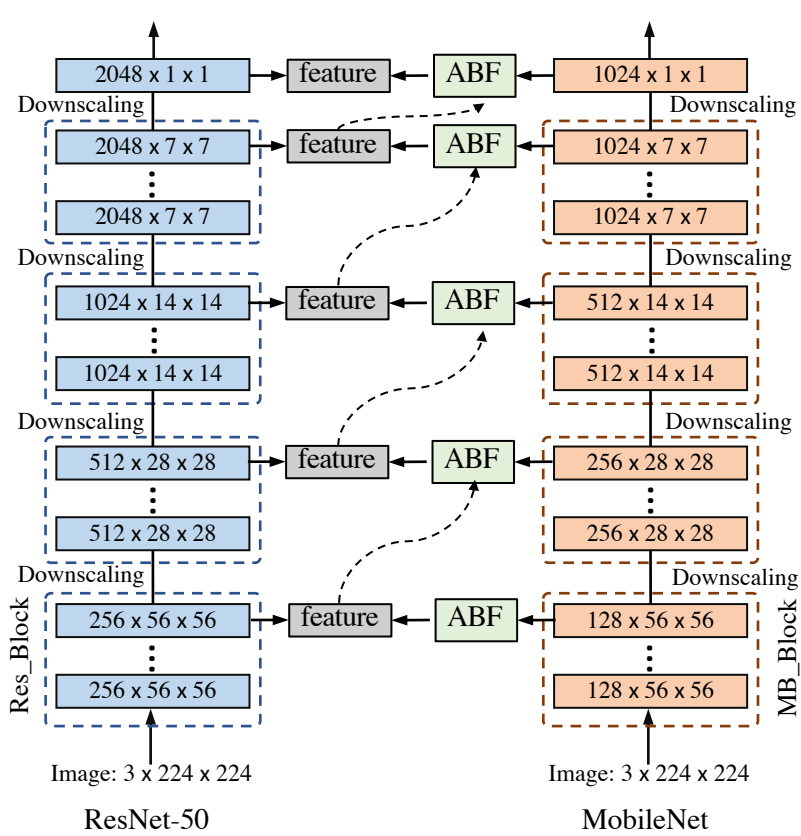 2048 x 1 x 1 feature ABF 1024 x 1 x 1
Downscaling Downscaling
2048 x 7 x 7 feature ABF 1024 x 7 x 7
2048 x 7 x 7 1024 x 7 x 7
Downscaling Downscaling
1024 x 14 x 14 feature ABF 512 x 14 x 14
1024 x 14 x 14 512 x 14 x 14
Downscaling Downscaling
512 x 28 x 28 feature ABF 256 x 28 x 28
512 x 28 x 28 256 x 28 x 28
Downscaling Downscaling
256 x 56 x 56 feature ABF 128 x 56 x 56
Res_Block MB_Block
256 x 56 x 56 128 x 56 x 56
Image: 3 x 224 x 224 Image: 3 x 224 x 224
ResNet-50 MobileNet